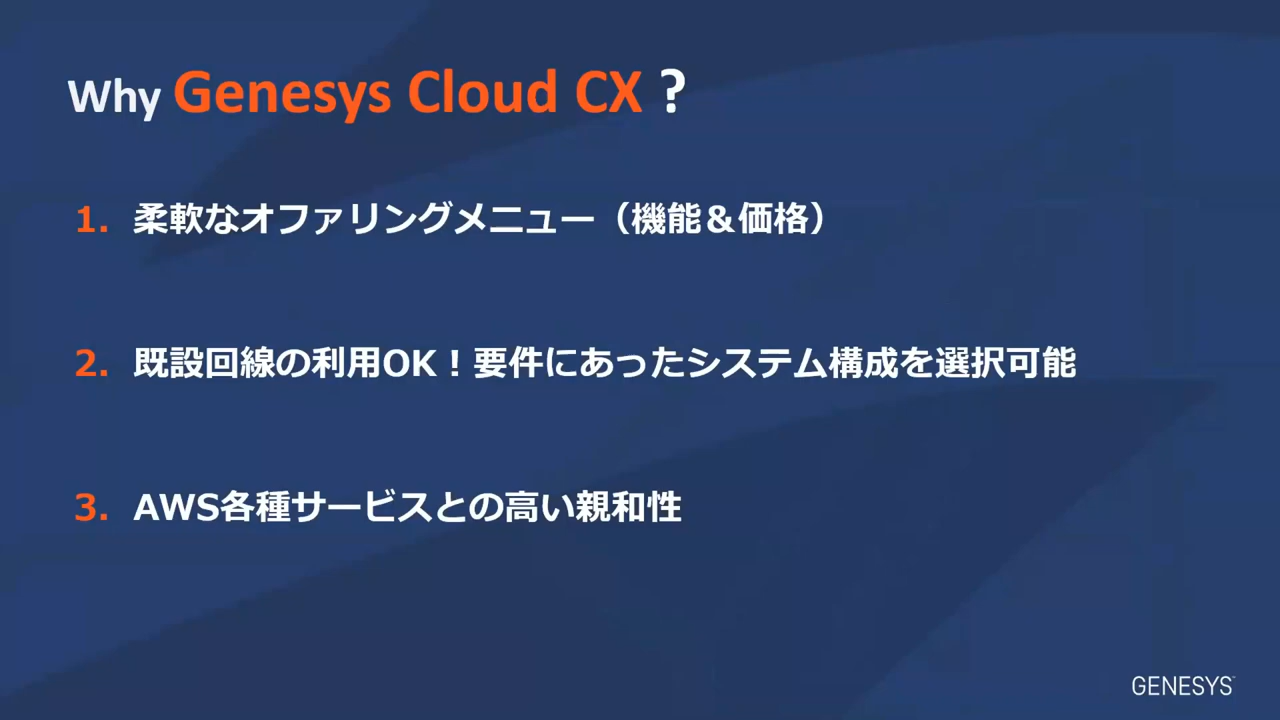 Why Genesys Cloud CX ?
1. 柔軟なオファリングメニュー（機能＆価格）
2. 既設回線の利用OK！要件にあったシステム構成を選択可能
3. AWS各種サービスとの高い親和性
GENESYS™